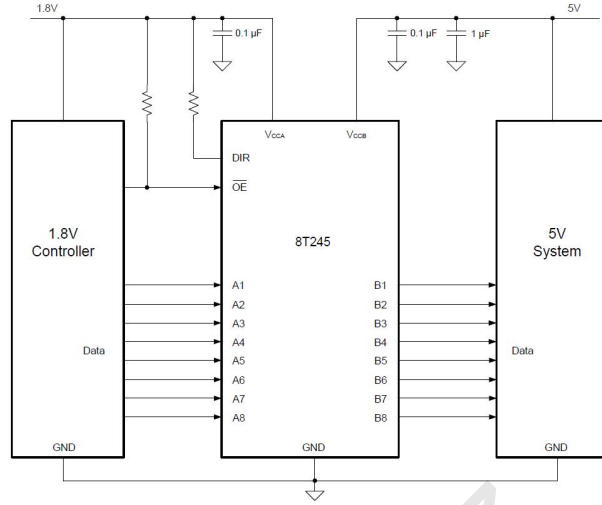 1.8V
5V
0.1 µF
0.1 µF
1 µF
VCCA
VCCB
DIR
OE
1.8V
Controller
8T245
5V
System
A1
B1
A2
B2
A3
B3
A4
B4
Data
A5
B5
Data
A6
B6
A7
B7
A8
B8
GND
GND
GND